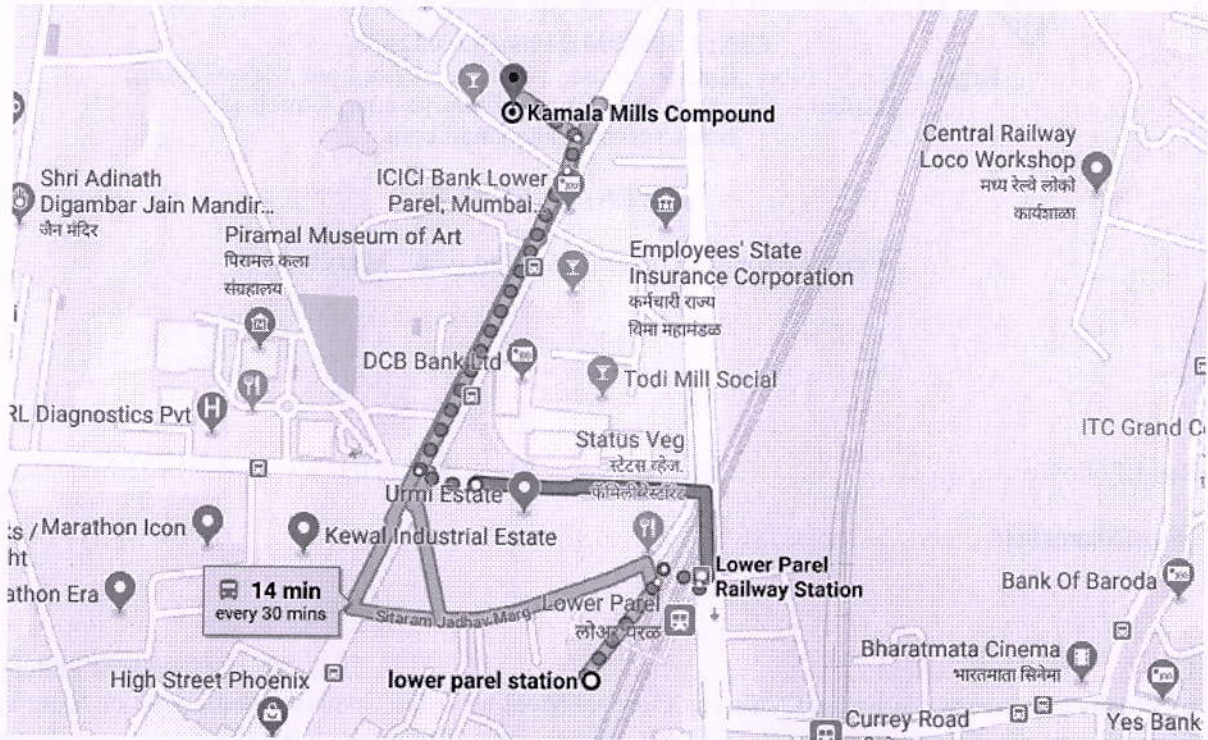 Kamala Mills Compound
Central Railway
Loco Workshop
मध्य रेल्वे लोको
कार्यशाळा
Shri Adinath
Digambar Jain Mandir...
जैन मंदिर
ICICI Bank Lower
Parel, Mumbai...
Piramal Museum of Art
पिरामल कला
संग्रहालय
Employees' State
Insurance Corporation
कर्मचारी राज्य
विमा महामंडळ
DCB Bank Ltd
Todi Mill Social
RL Diagnostics Pvt
ITC Grand C
Status Veg
स्टेटस व्हेज.
फॅमिली रेस्टॉरंट
Urmi Estate
Marathon Icon
Kewal Industrial Estate
ks /
ht
Lower Parel
Railway Station
athon Era
14 min
every 30 mins
Bank Of Baroda
Sitaram Jadhav Marg
Lower Parel
लोअर परळ
Bharatmata Cinema
भारतमाता सिनेमा
High Street Phoenix
lower parel station
Currey Road
Yes Bank